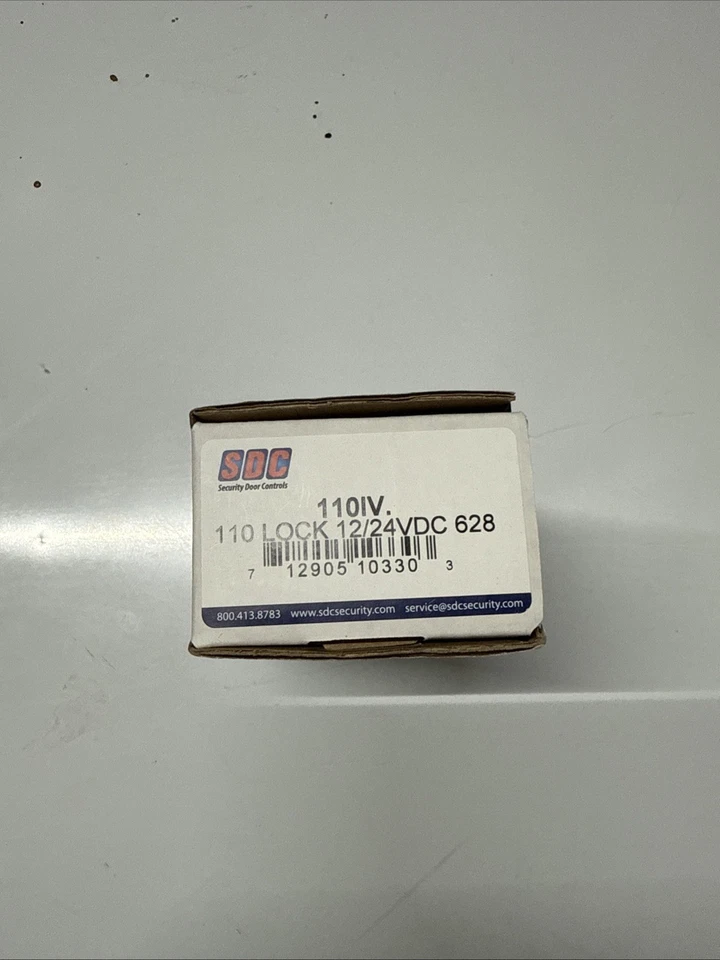 SDC
Security Door Controls
110IV.
110 LOCK 12/24VDC 628
7 12905 10330 3
800.413.8783 www.sdcsecurity.com service@sdcsecurity.com